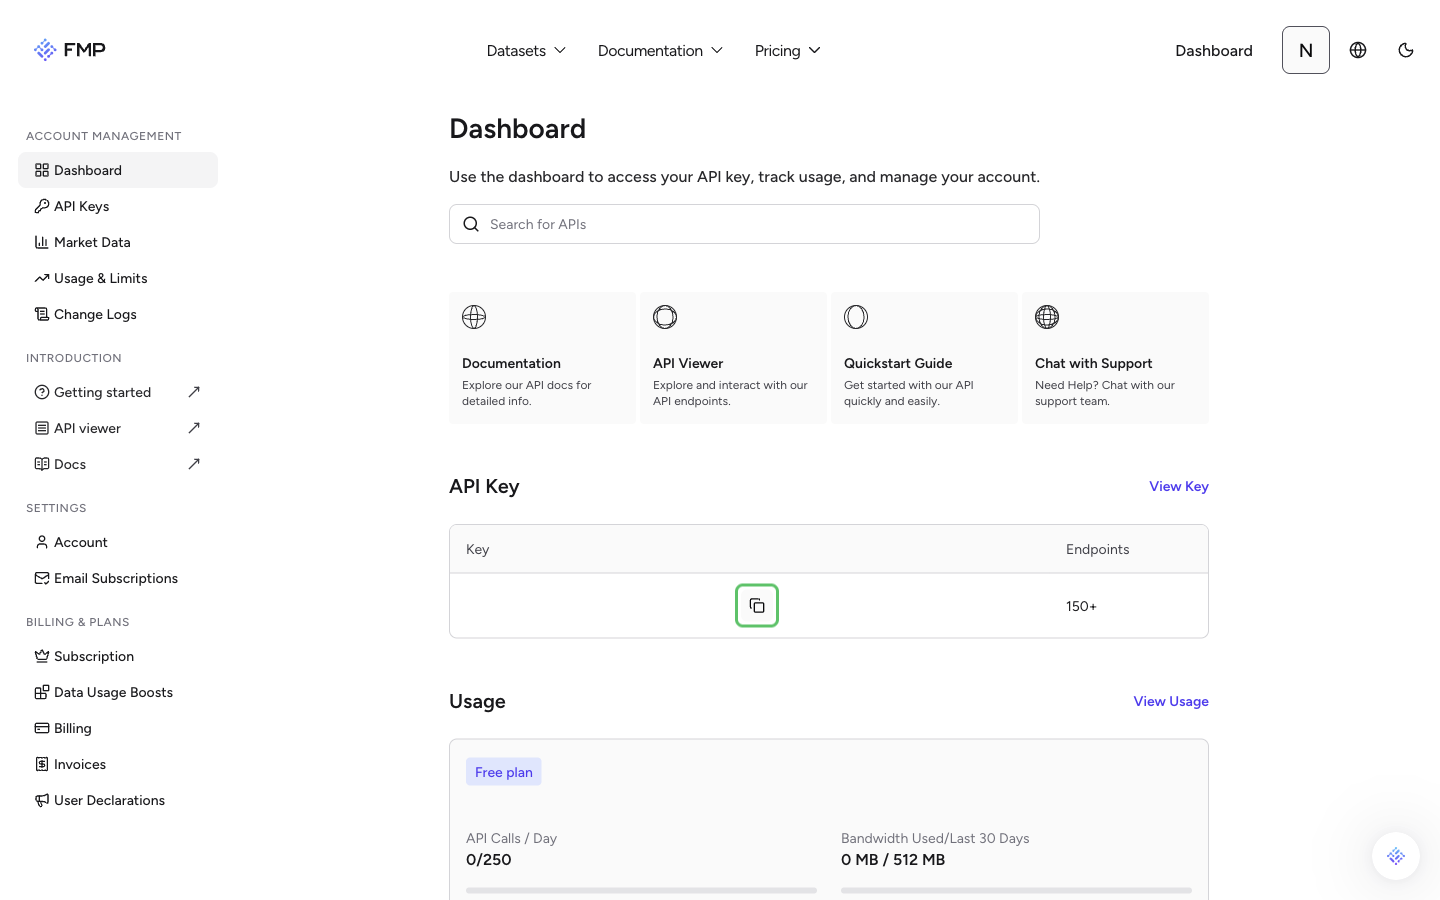 FMP
Datasets
Documentation
Pricing
Dashboard
N
ACCOUNT MANAGEMENT
Dashboard
API Keys
Market Data
Usage & Limits
Change Logs
INTRODUCTION
Getting started
API viewer
Docs
SETTINGS
Account
Email Subscriptions
BILLING & PLANS
Subscription
Data Usage Boosts
Billing
Invoices
User Declarations
Dashboard
Use the dashboard to access your API key, track usage, and manage your account.
Search for APIs
Documentation
Explore our API docs for
detailed info.
API Viewer
Explore and interact with our
API endpoints.
Quickstart Guide
Get started with our API
quickly and easily.
Chat with Support
Need Help? Chat with our
support team.
API Key
View Key
Key
Endpoints
150+
Usage
View Usage
Free plan
API Calls / Day
0/250
Bandwidth Used/Last 30 Days
0 MB / 512 MB